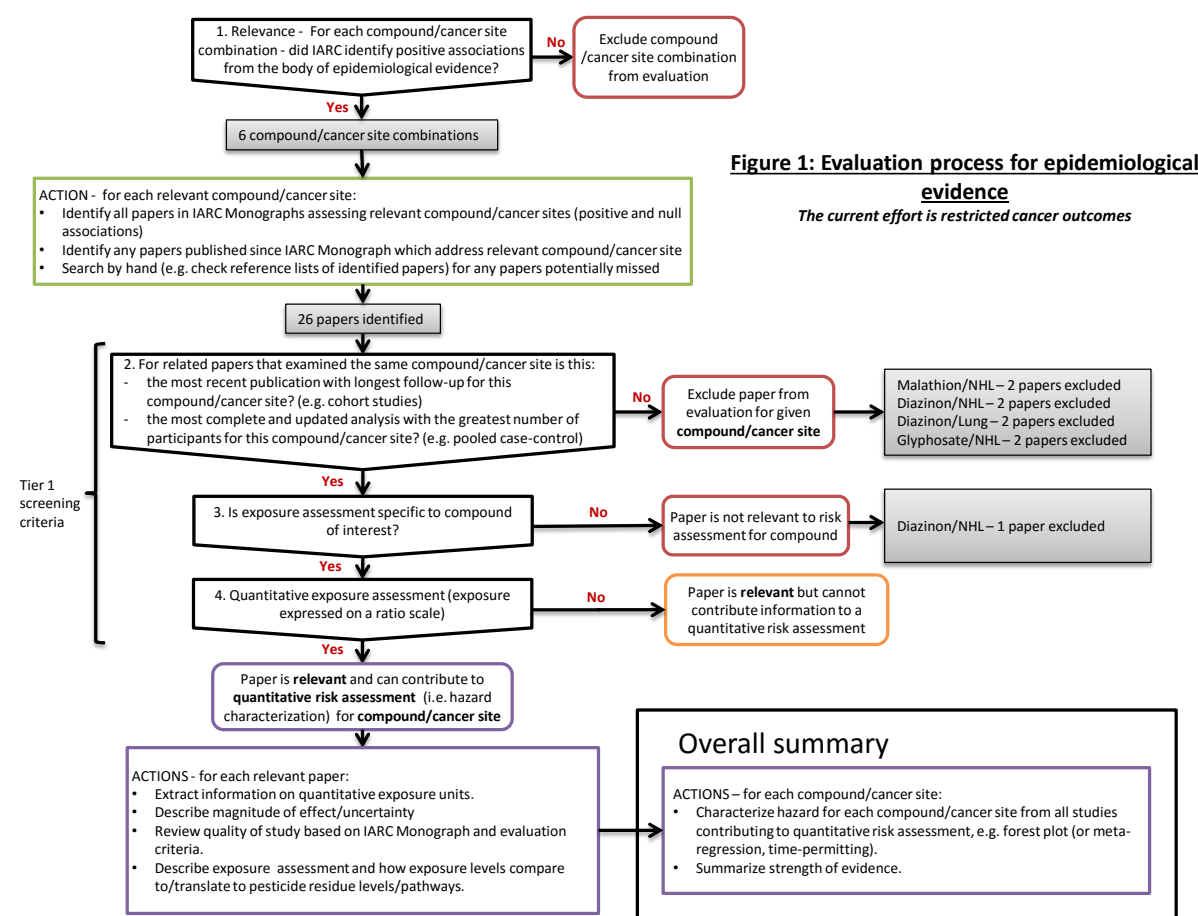 1. Relevance - For each compound/cancer site
combination - did IARC identify positive associations
from the body of epidemiological evidence?
No
Exclude compound
/cancer site combination
from evaluation
Yes
6 compound/cancer site combinations
Figure 1: Evaluation process for epidemiological
evidence
The current effort is restricted cancer outcomes
ACTION - for each relevant compound/cancer site:
• Identify all papers in IARC Monographs assessing relevant compound/cancer sites (positive and null
associations)
• Identify any papers published since IARC Monograph which address relevant compound/cancer site
• Search by hand (e.g. check reference lists of identified papers) for any papers potentially missed
26 papers identified
Tier 1
screening
criteria
2. For related papers that examined the same compound/cancer site is this:
- the most recent publication with longest follow-up for this
compound/cancer site? (e.g. cohort studies)
- the most complete and updated analysis with the greatest number of
participants for this compound/cancer site? (e.g. pooled case-control)
No
Exclude paper from
evaluation for given
compound/cancer site
Malathion/NHL – 2 papers excluded
Diazinon/NHL – 2 papers excluded
Diazinon/Lung – 2 papers excluded
Glyphosate/NHL – 2 papers excluded
Yes
3. Is exposure assessment specific to compound
of interest?
No
Paper is not relevant to risk
assessment for compound
Diazinon/NHL – 1 paper excluded
Yes
4. Quantitative exposure assessment (exposure
expressed on a ratio scale)
No
Paper is relevant but cannot
contribute information to a
quantitative risk assessment
Yes
Paper is relevant and can contribute to
quantitative risk assessment (i.e. hazard
characterization) for compound/cancer site
ACTIONS - for each relevant paper:
• Extract information on quantitative exposure units.
• Describe magnitude of effect/uncertainty
• Review quality of study based on IARC Monograph and evaluation
criteria.
• Describe exposure assessment and how exposure levels compare
to/translate to pesticide residue levels/pathways.
Overall summary
ACTIONS – for each compound/cancer site:
• Characterize hazard for each compound/cancer site from all studies
contributing to quantitative risk assessment, e.g. forest plot (or meta-
regression, time-permitting).
• Summarize strength of evidence.